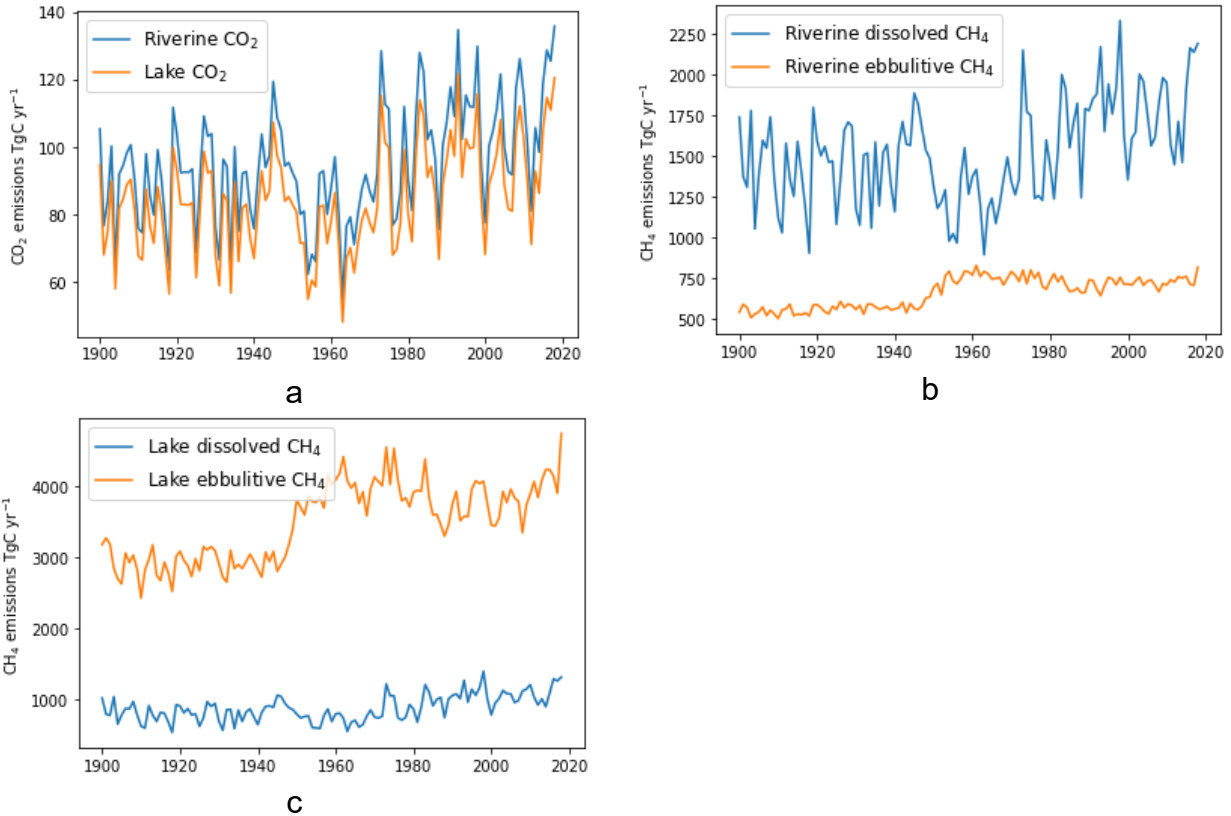 140
120
100
80
60
CO₂ emissions TgC yr⁻¹
Riverine CO₂
Lake CO₂
1900 1920 1940 1960 1980 2000 2020
a
2250
2000
1750
1500
1250
1000
750
500
CH₄ emissions TgC yr⁻¹
Riverine dissolved CH₄
Riverine ebbulitive CH₄
1900 1920 1940 1960 1980 2000 2020
b
4000
3000
2000
1000
CH₄ emissions TgC yr⁻¹
Lake dissolved CH₄
Lake ebbulitive CH₄
1900 1920 1940 1960 1980 2000 2020
c